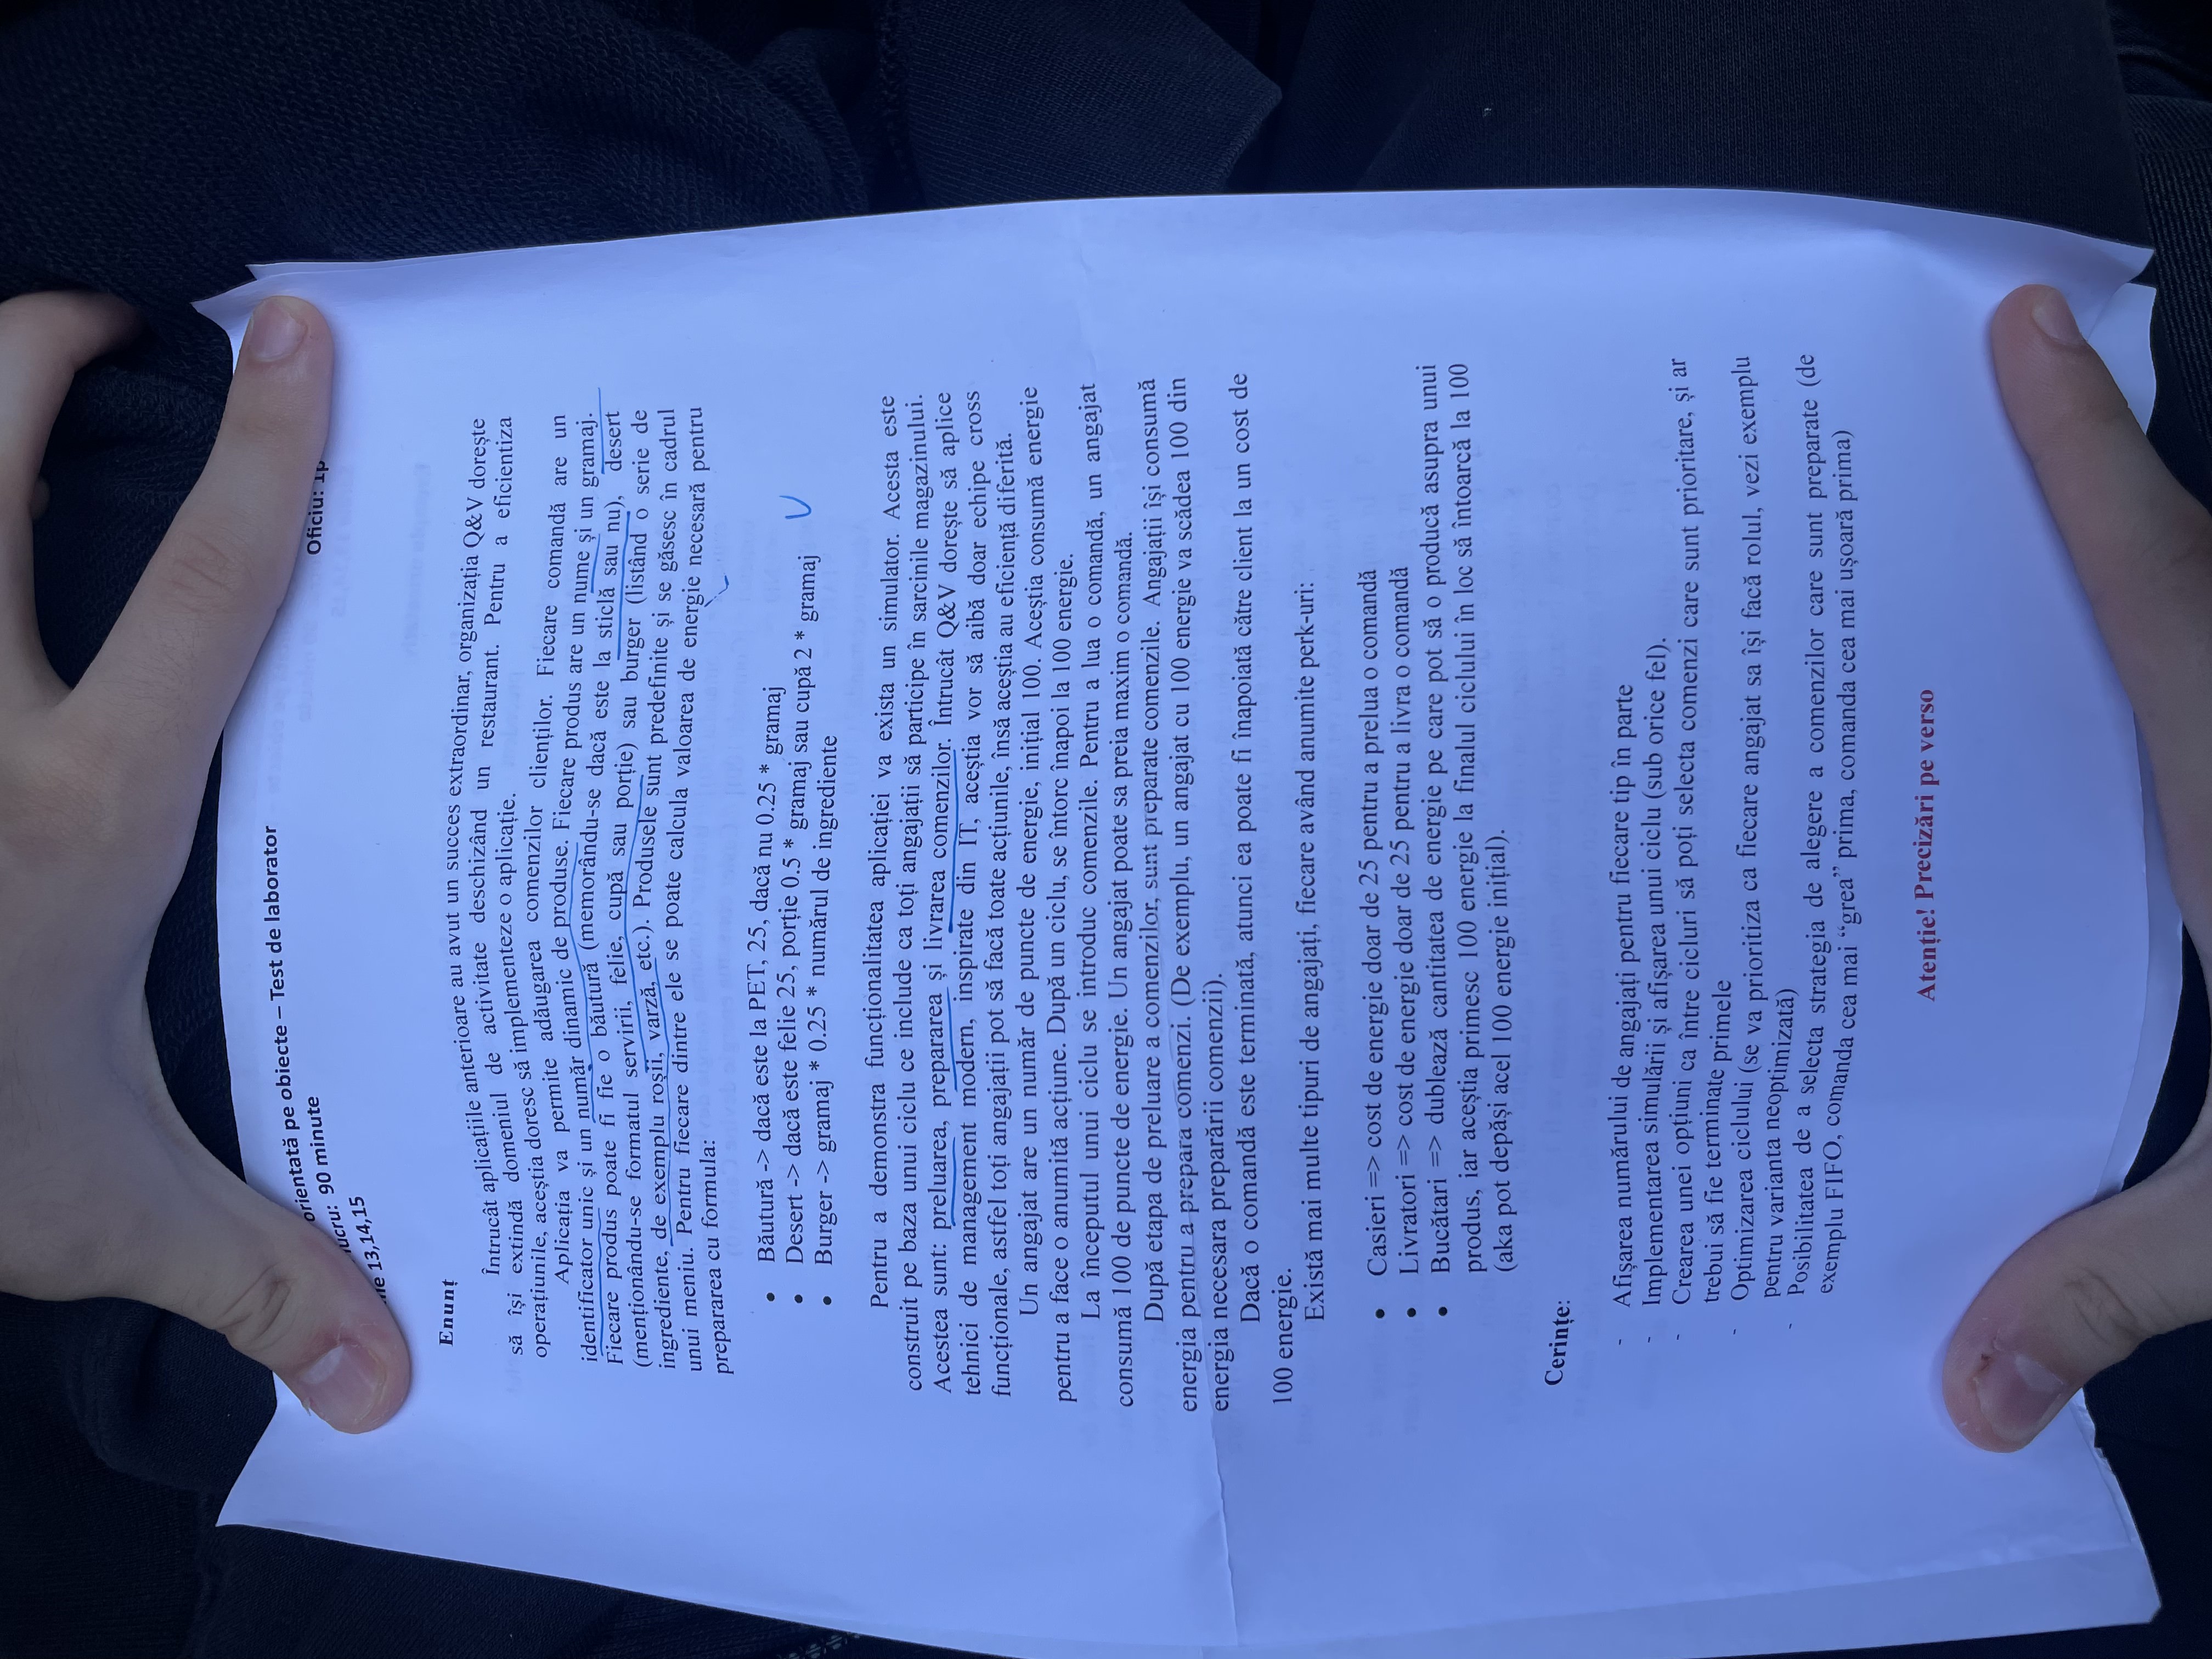 orientată pe obiecte – Test de laborator
lucru: 90 minute
Oficiu: 1p
13,14,15
Enunț
Întrucât aplicațiile anterioare au avut un succes extraordinar, organizația Q&V dorește
să își extindă domeniul de activitate deschizând un restaurant. Pentru a eficientiza
operațiunile, aceștia doresc să implementeze o aplicație.
Aplicația va permite adăugarea comenzilor clienților. Fiecare comandă are un
identificator unic și un număr dinamic de produse. Fiecare produs are un nume și un gramaj.
Fiecare produs poate fi fie o băutură (memorându-se dacă este la sticlă sau nu), desert
(menționându-se formatul servirii, felie, cupă sau porție) sau burger (listând o serie de
ingrediente, de exemplu roșii, varză, etc.). Produsele sunt predefinite și se găsesc în cadrul
unui meniu. Pentru fiecare dintre ele se poate calcula valoarea de energie necesară pentru
prepararea cu formula:
• Băutură -> dacă este la PET, 25, dacă nu 0.25 * gramaj
• Desert -> dacă este felie 25, porție 0.5 * gramaj sau cupă 2 * gramaj
• Burger -> gramaj * 0.25 * numărul de ingrediente
Pentru a demonstra funcționalitatea aplicației va exista un simulator. Acesta este
construit pe baza unui ciclu ce include ca toți angajații să participe în sarcinile magazinului.
Acestea sunt: preluarea, prepararea și livrarea comenzilor. Întrucât Q&V dorește să aplice
tehnici de management modern, inspirate din IT, aceștia vor să aibă doar echipe cross
funcționale, astfel toți angajații pot să facă toate acțiunile, însă aceștia au eficiență diferită.
Un angajat are un număr de puncte de energie, inițial 100. Aceștia consumă energie
pentru a face o anumită acțiune. După un ciclu, se întorc înapoi la 100 energie.
La începutul unui ciclu se introduc comenzile. Pentru a lua o comandă, un angajat
consumă 100 de puncte de energie. Un angajat poate sa preia maxim o comandă.
După etapa de preluare a comenzilor, sunt preparate comenzile. Angajații își consumă
energia pentru a prepara comenzi. (De exemplu, un angajat cu 100 energie va scădea 100 din
energia necesara preparării comenzii).
Dacă o comandă este terminată, atunci ea poate fi înapoiată către client la un cost de
100 energie.
Există mai multe tipuri de angajați, fiecare având anumite perk-uri:
• Casieri => cost de energie doar de 25 pentru a prelua o comandă
• Livratori => cost de energie doar de 25 pentru a livra o comandă
• Bucătari => dublează cantitatea de energie pe care pot să o producă asupra unui
produs, iar aceștia primesc 100 energie la finalul ciclului în loc să întoarcă la 100
(aka pot depăși acel 100 energie inițial).
Cerințe:
- Afișarea numărului de angajați pentru fiecare tip în parte
- Implementarea simulării și afișarea unui ciclu (sub orice fel).
- Crearea unei opțiuni ca între cicluri să poți selecta comenzi care sunt prioritare, și ar
trebui să fie terminate primele
- Optimizarea ciclului (se va prioritiza ca fiecare angajat sa își facă rolul, vezi exemplu
pentru varianta neoptimizată)
- Posibilitatea de a selecta strategia de alegere a comenzilor care sunt preparate (de
exemplu FIFO, comanda cea mai “grea” prima, comanda cea mai ușoară prima)
Atenție! Precizări pe verso